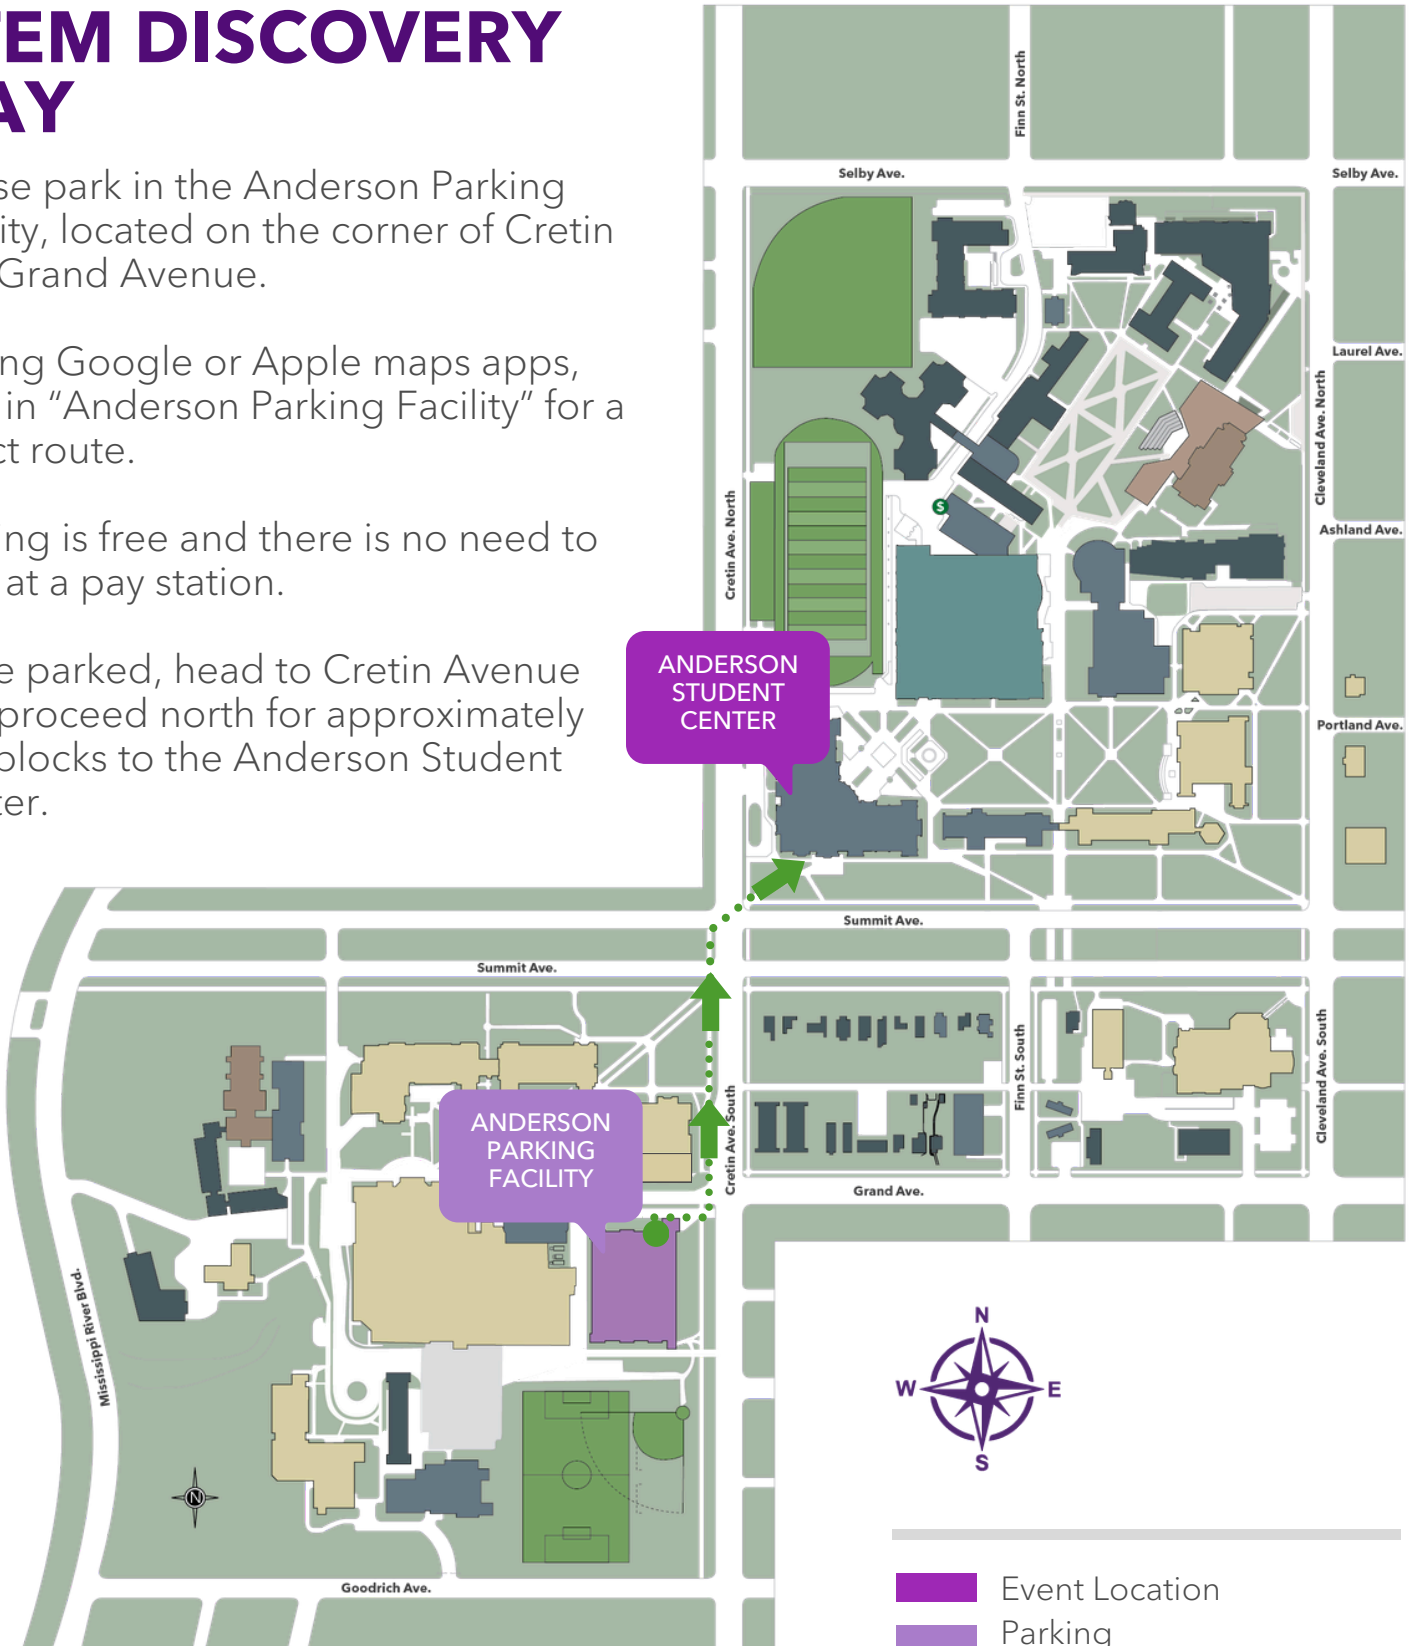 TEM DISCOVERY
AY
se park in the Anderson Parking
ity, located on the corner of Cretin
Grand Avenue.
ng Google or Apple maps apps,
in “Anderson Parking Facility” for a
ct route.
ng is free and there is no need to
at a pay station.
e parked, head to Cretin Avenue
proceed north for approximately
blocks to the Anderson Student
ter.
Finn St. North
Selby Ave.
Selby Ave.
Laurel Ave.
Cleveland Ave. North
Cretin Ave. North
S
Ashland Ave.
ANDERSON
STUDENT
CENTER
Portland Ave.
Summit Ave.
Summit Ave.
Finn St. South
Cleveland Ave. South
Cretin Ave. South
ANDERSON
PARKING
FACILITY
Grand Ave.
Mississippi River Blvd.
N
W
E
S
N
Goodrich Ave.
Event Location
Parking